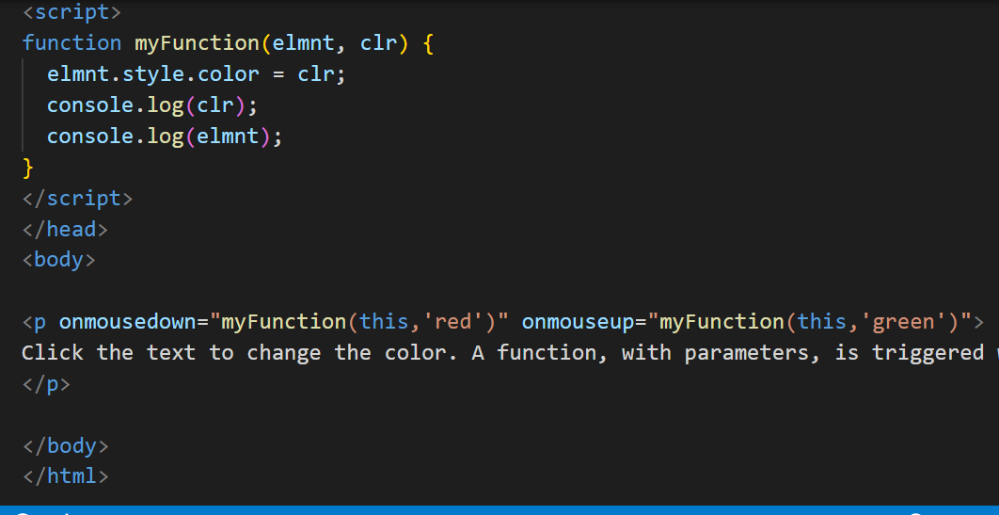 <script>
function myFunction(elmnt, clr) {
  elmnt.style.color = clr;
  console.log(clr);
  console.log(elmnt);
}
</script>
</head>
<body>
<p onmousedown="myFunction(this,'red')" onmouseup="myFunction(this,'green')">
Click the text to change the color. A function, with parameters, is triggered
</p>
</body>
</html>